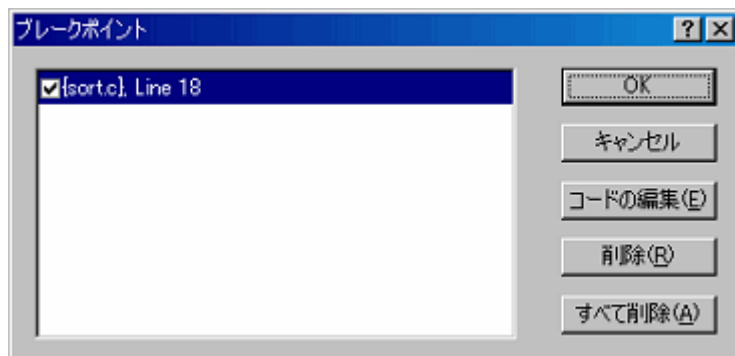 ブレークポイント
{sort.c}, Line 18
OK
キャンセル
コードの編集(E)
削除(R)
すべて削除(A)